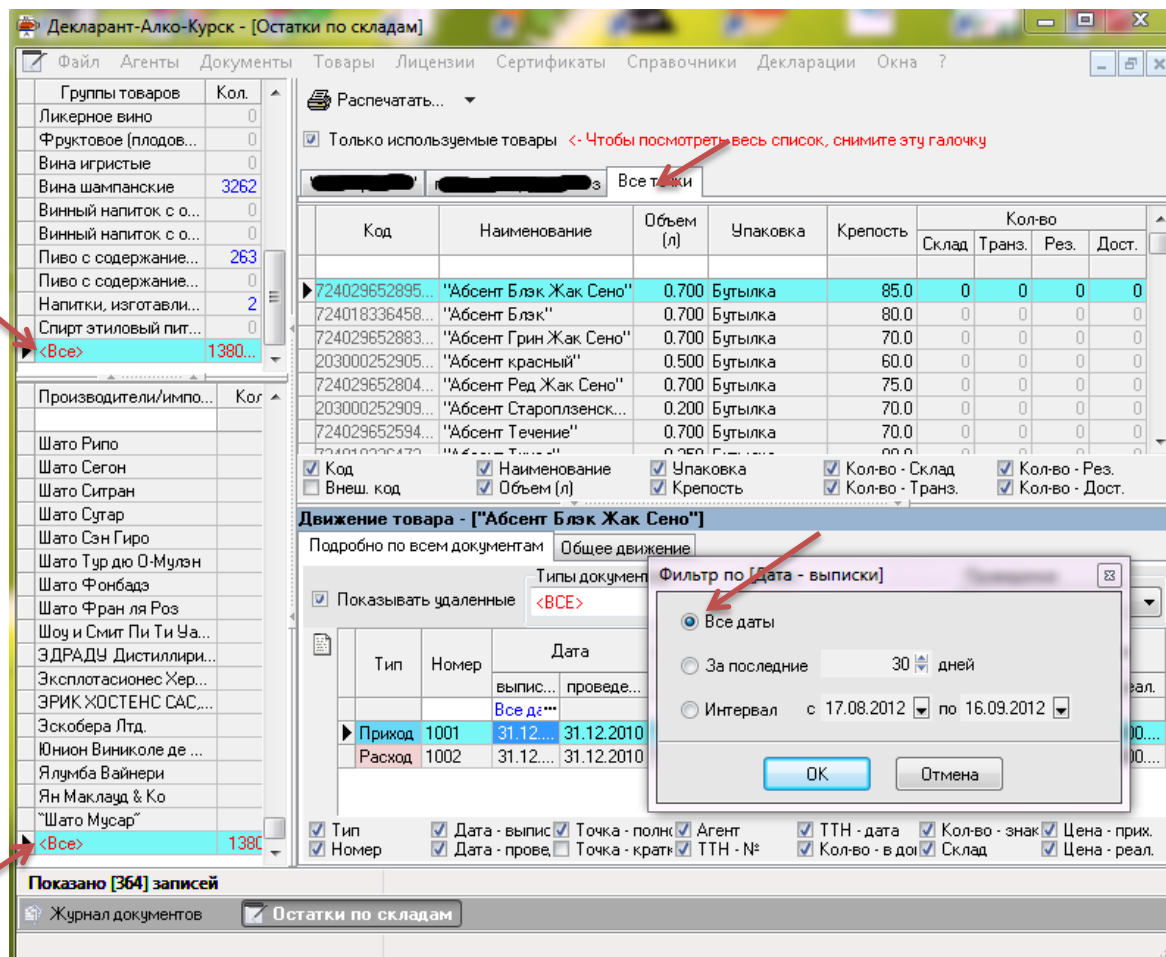 Декларант-Алко-Курск - [Остатки по складам]
Файл Агенты Документы Товары Лицензии Сертификаты Справочники Декларации Окна ?
Группы товаров Кол.
Ликерное вино 0
Фруктовое (плодов... 0
Вина игристые 0
Вина шампанские 3262
Винный напиток с о... 0
Винный напиток с о... 0
Пиво с содержание... 263
Пиво с содержание... 0
Напитки, изготавли... 2
Спирт этиловый пит... 0
<Все> 1380...
Производители/импо... Кол
Шато Рипо
Шато Сегон
Шато Ситран
Шато Сутар
Шато Сэн Гиро
Шато Тур дю О-Мулэн
Шато Фонбадэ
Шато Фран ля Роз
Шоу и Смит Пи Ти Уа...
ЭДРАДУ Дистиллири...
Эксплотасионес Хер...
ЭРИК ХОСТЕНС САС,...
Эскобера Лтд.
Юнион Виниколе де ...
Ялумба Вайнери
Ян Маклауд & Ко
"Шато Мусар"
<Все> 1380
Распечатать...
Только используемые товары <- Чтобы посмотреть весь список, снимите эту галочку
Все точки
Код Наименование Объем (л) Упаковка Крепость Кол-во
Склад Транз. Рез. Дост.
724029652895... "Абсент Блэк Жак Сено" 0.700 Бутылка 85.0 0 0 0 0
724018336458... "Абсент Блэк" 0.700 Бутылка 80.0 0 0 0 0
724029652883... "Абсент Грин Жак Сено" 0.700 Бутылка 70.0 0 0 0 0
203000252905... "Абсент красный" 0.500 Бутылка 60.0 0 0 0 0
724029652804... "Абсент Ред Жак Сено" 0.700 Бутылка 75.0 0 0 0 0
203000252909... "Абсент Староплзенск... 0.200 Бутылка 70.0 0 0 0 0
724029652594... "Абсент Течение" 0.700 Бутылка 70.0 0 0 0 0
Код Наименование Упаковка Кол-во - Склад Кол-во - Рез.
Внеш. код Объем (л) Крепость Кол-во - Транз. Кол-во - Дост.
Движение товара - ["Абсент Блэк Жак Сено"]
Подробно по всем документам Общее движение
Типы документ
Показывать удаленные <ВСЕ>
Тип Номер Дата
выпис... проведе... еал.
Все да...
Приход 1001 31.12.... 31.12.2010
Расход 1002 31.12.... 31.12.2010
Фильтр по [Дата - выписки]
Все даты
За последние 30 дней
Интервал с 17.08.2012 по 16.09.2012
OK Отмена
Тип Дата - выпис Точка - полно Агент ТТН - дата Кол-во - знак Цена - прих.
Номер Дата - прове, Точка - кратк ТТН - № Кол-во - в до Склад Цена - реал.
Показано [364] записей
Журнал документов Остатки по складам